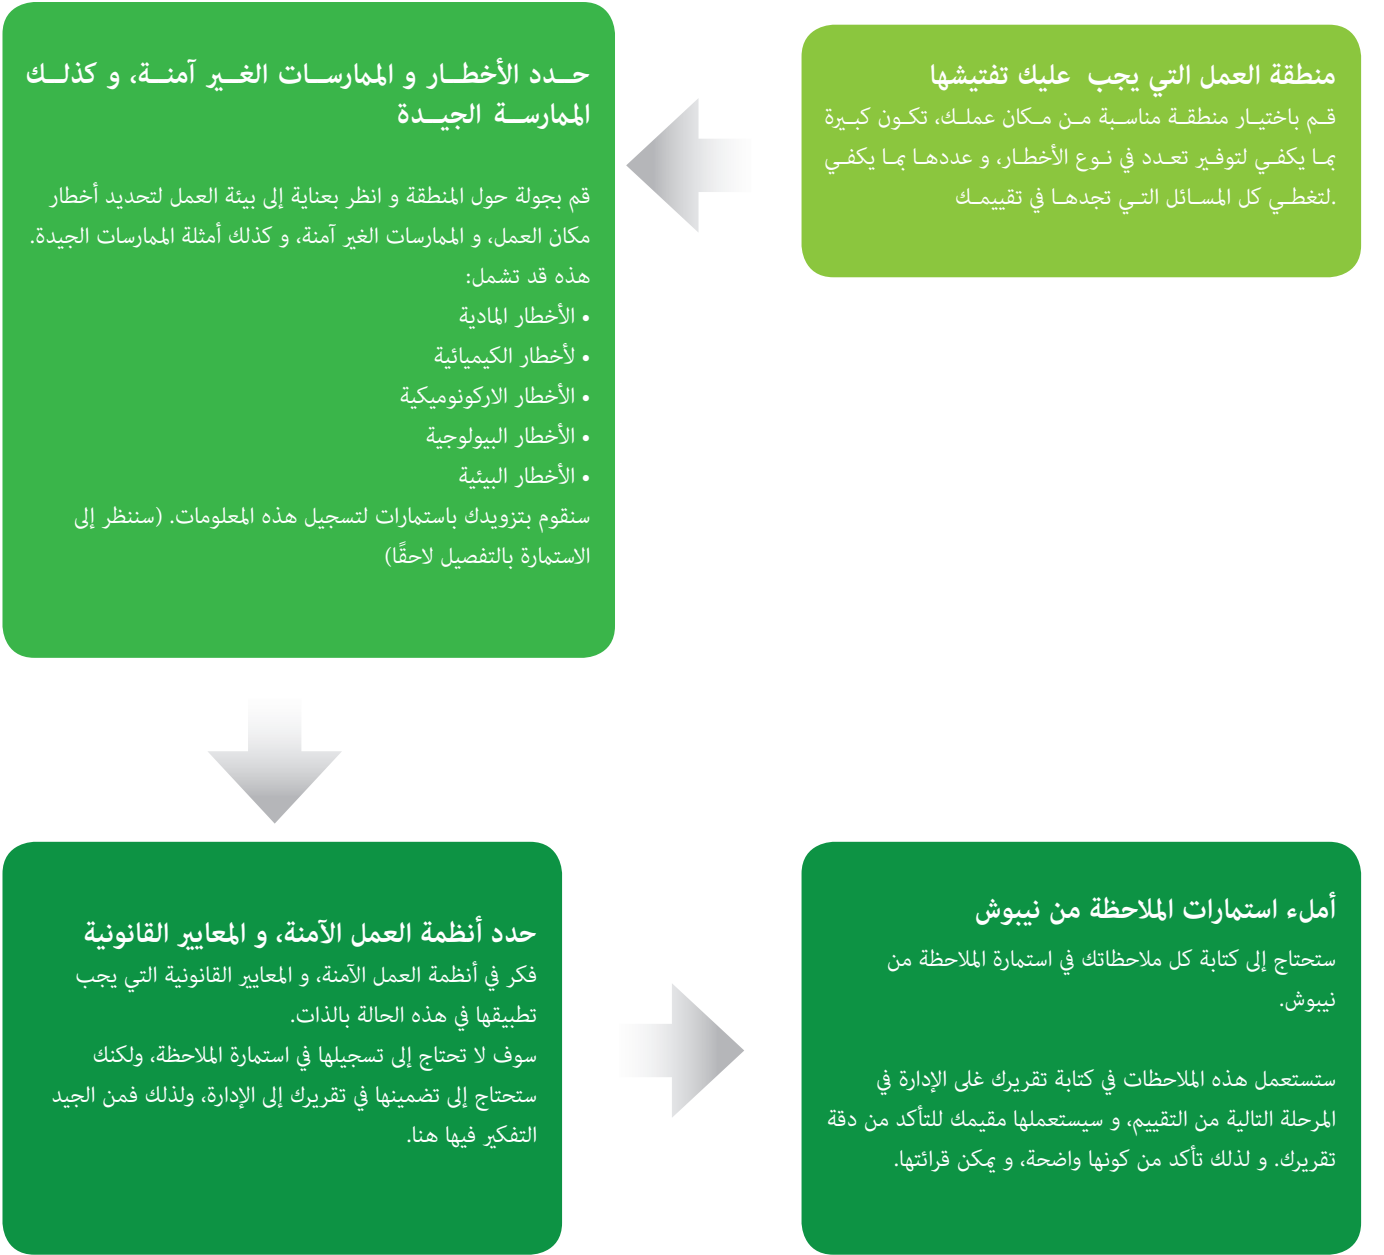 منطقة العمل التي يجب عليك تفتيشها
قم باختيار منطقة مناسبة من مكان عملك، تكون كبيرة
بما يكفي لتوفير تعدد في نوع الأخطار، و عددها بما يكفي
لتغطي كل المسائل التي تجدها في تقييمك.
حدد الأخطار و الممارسات الغير آمنة، و كذلك
الممارسة الجيدة
قم بجولة حول المنطقة و انظر بعناية إلى بيئة العمل لتحديد أخطار
مكان العمل، و الممارسات الغير آمنة، و كذلك أمثلة الممارسات الجيدة.
هذه قد تشمل:
• الأخطار المادية
• لأخطار الكيميائية
• الأخطار الاركونوميكية
• الأخطار البيولوجية
• الأخطار البيئية
سنقوم بتزويدك باستمارات لتسجيل هذه المعلومات. (سننظر إلى
الاستمارة بالتفصيل لاحقًا)
حدد أنظمة العمل الآمنة، و المعايير القانونية
فكر في أنظمة العمل الآمنة، و المعايير القانونية التي يجب
تطبيقها في هذه الحالة بالذات.
سوف لا تحتاج إلى تسجيلها في استمارة الملاحظة، ولكنك
ستحتاج إلى تضمينها في تقريرك إلى الإدارة، ولذلك فمن الجيد
التفكير فيها هنا.
أملء استمارات الملاحظة من نيبوش
ستحتاج إلى كتابة كل ملاحظاتك في استمارة الملاحظة من
نيبوش.
ستستعمل هذه الملاحظات في كتابة تقريرك غلى الإدارة في
المرحلة التالية من التقييم، و سيستعملها مقيمك للتأكد من دقة
تقريرك. و لذلك تأكد من كونها واضحة، و يمكن قرائتها.